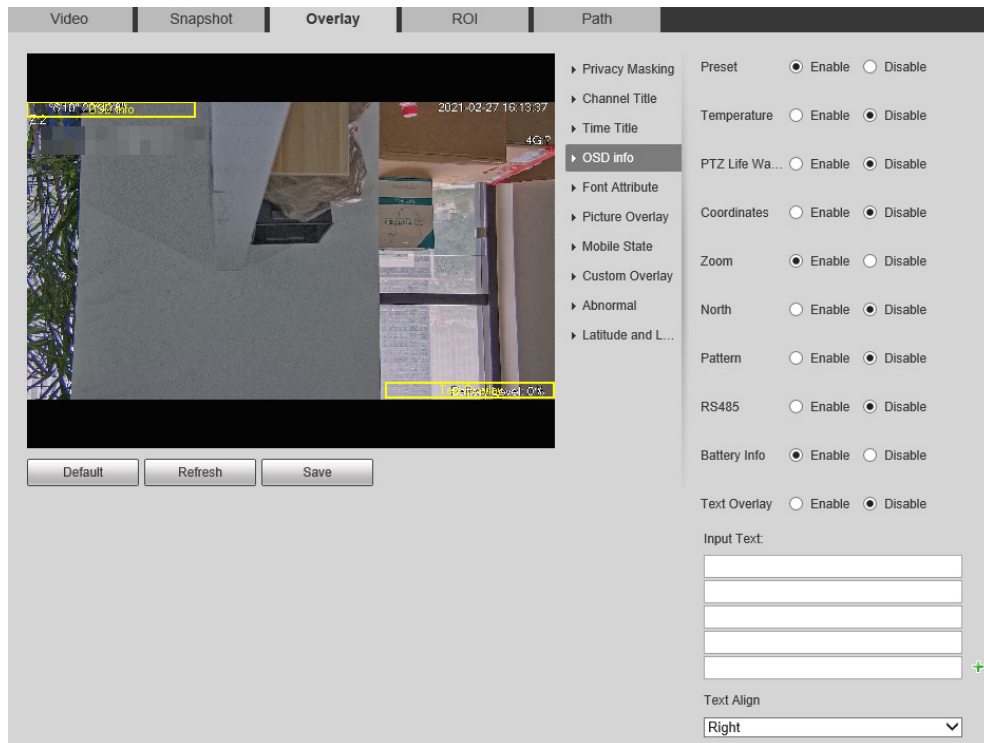 Video Snapshot Overlay ROI Path
2021-02-27 16:13:37
Z:2
4G:?
Default Refresh Save
Privacy Masking
Channel Title
Time Title
OSD info
Font Attribute
Picture Overlay
Mobile State
Custom Overlay
Abnormal
Latitude and L...
Preset Enable Disable
Temperature Enable Disable
PTZ Life Wa... Enable Disable
Coordinates Enable Disable
Zoom Enable Disable
North Enable Disable
Pattern Enable Disable
RS485 Enable Disable
Battery Info Enable Disable
Text Overlay Enable Disable
Input Text:
Text Align
Right